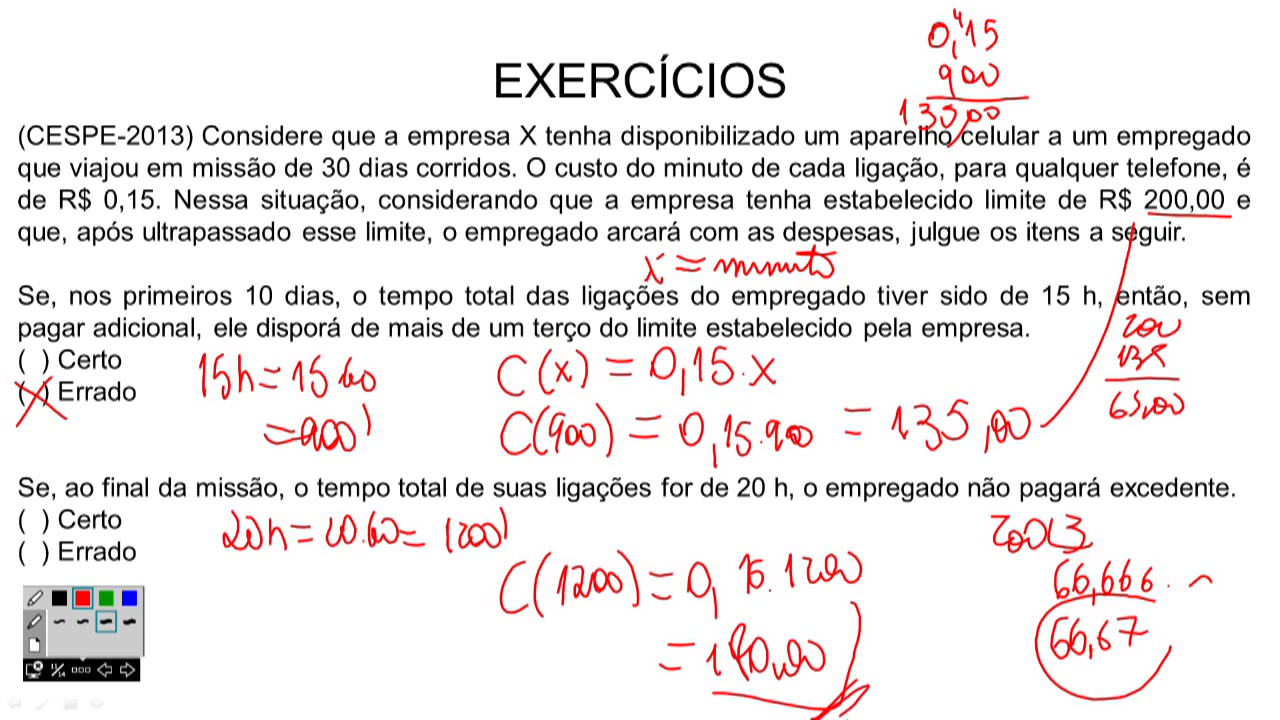 0,15
4
900
135,00
EXERCÍCIOS
(CESPE-2013) Considere que a empresa X tenha disponibilizado um aparelho celular a um empregado
que viajou em missão de 30 dias corridos. O custo do minuto de cada ligação, para qualquer telefone, é
de R$ 0,15. Nessa situação, considerando que a empresa tenha estabelecido limite de R$ 200,00 e
que, após ultrapassado esse limite, o empregado arcará com as despesas, julgue os itens a seguir.
x = minuto
Se, nos primeiros 10 dias, o tempo total das ligações do empregado tiver sido de 15 h, então, sem
pagar adicional, ele disporá de mais de um terço do limite estabelecido pela empresa.
200
135
65,00
( ) Certo
( ) Errado
15h = 15.60
= 900'
C(x) = 0,15.x
C(900) = 0,15.900 = 135,00
Se, ao final da missão, o tempo total de suas ligações for de 20 h, o empregado não pagará excedente.
( ) Certo
( ) Errado
20h = 20.60 = 1200'
C(1200) = 0,15.1200
= 180,00
200 3
66,666...
66,67